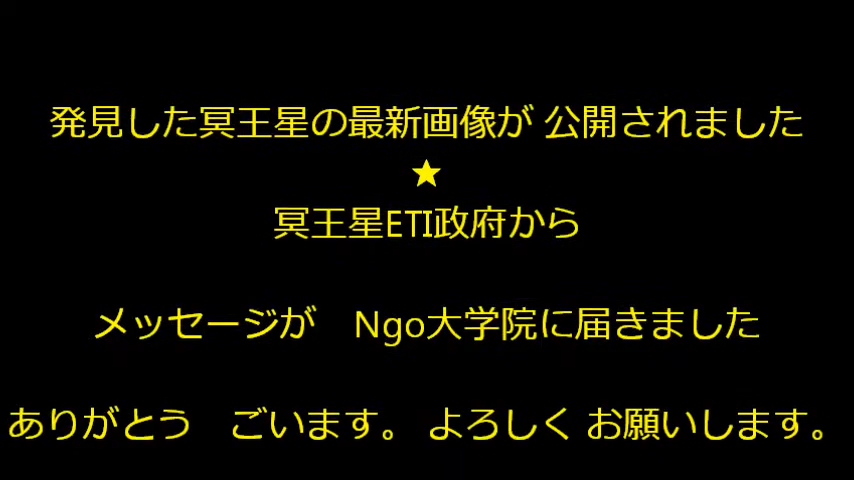 発見した冥王星の最新画像が 公開されました
★
冥王星ETI政府から
メッセージが　Ngo大学院に届きました
ありがとう　ごいます。 よろしく お願いします。